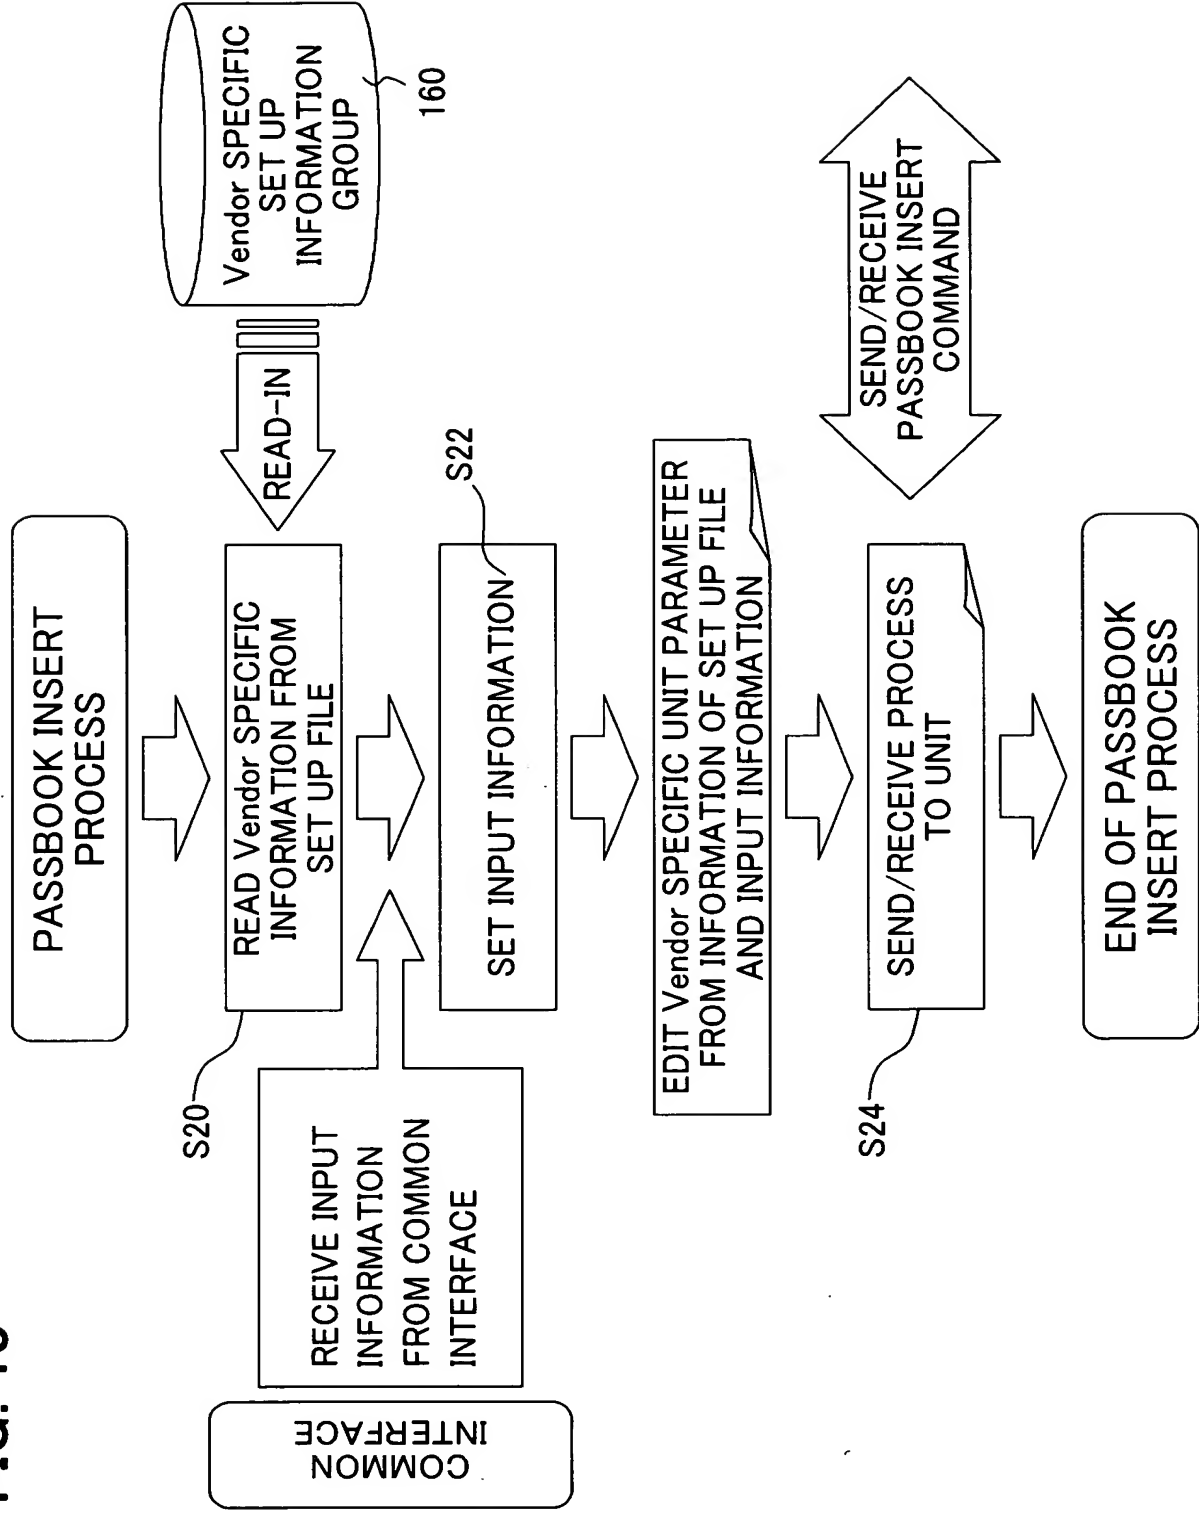 PASSBOOK INSERT
PROCESS
S20
READ Vendor SPECIFIC
INFORMATION FROM
SET UP FILE
READ-IN
Vendor SPECIFIC
SET UP
INFORMATION
GROUP
160
COMMON
INTERFACE
RECEIVE INPUT
INFORMATION
FROM COMMON
INTERFACE
S22
SET INPUT INFORMATION
EDIT Vendor SPECIFIC UNIT PARAMETER
FROM INFORMATION OF SET UP FILE
AND INPUT INFORMATION
S24
SEND/RECEIVE PROCESS
TO UNIT
SEND/RECEIVE
PASSBOOK INSERT
COMMAND
END OF PASSBOOK
INSERT PROCESS